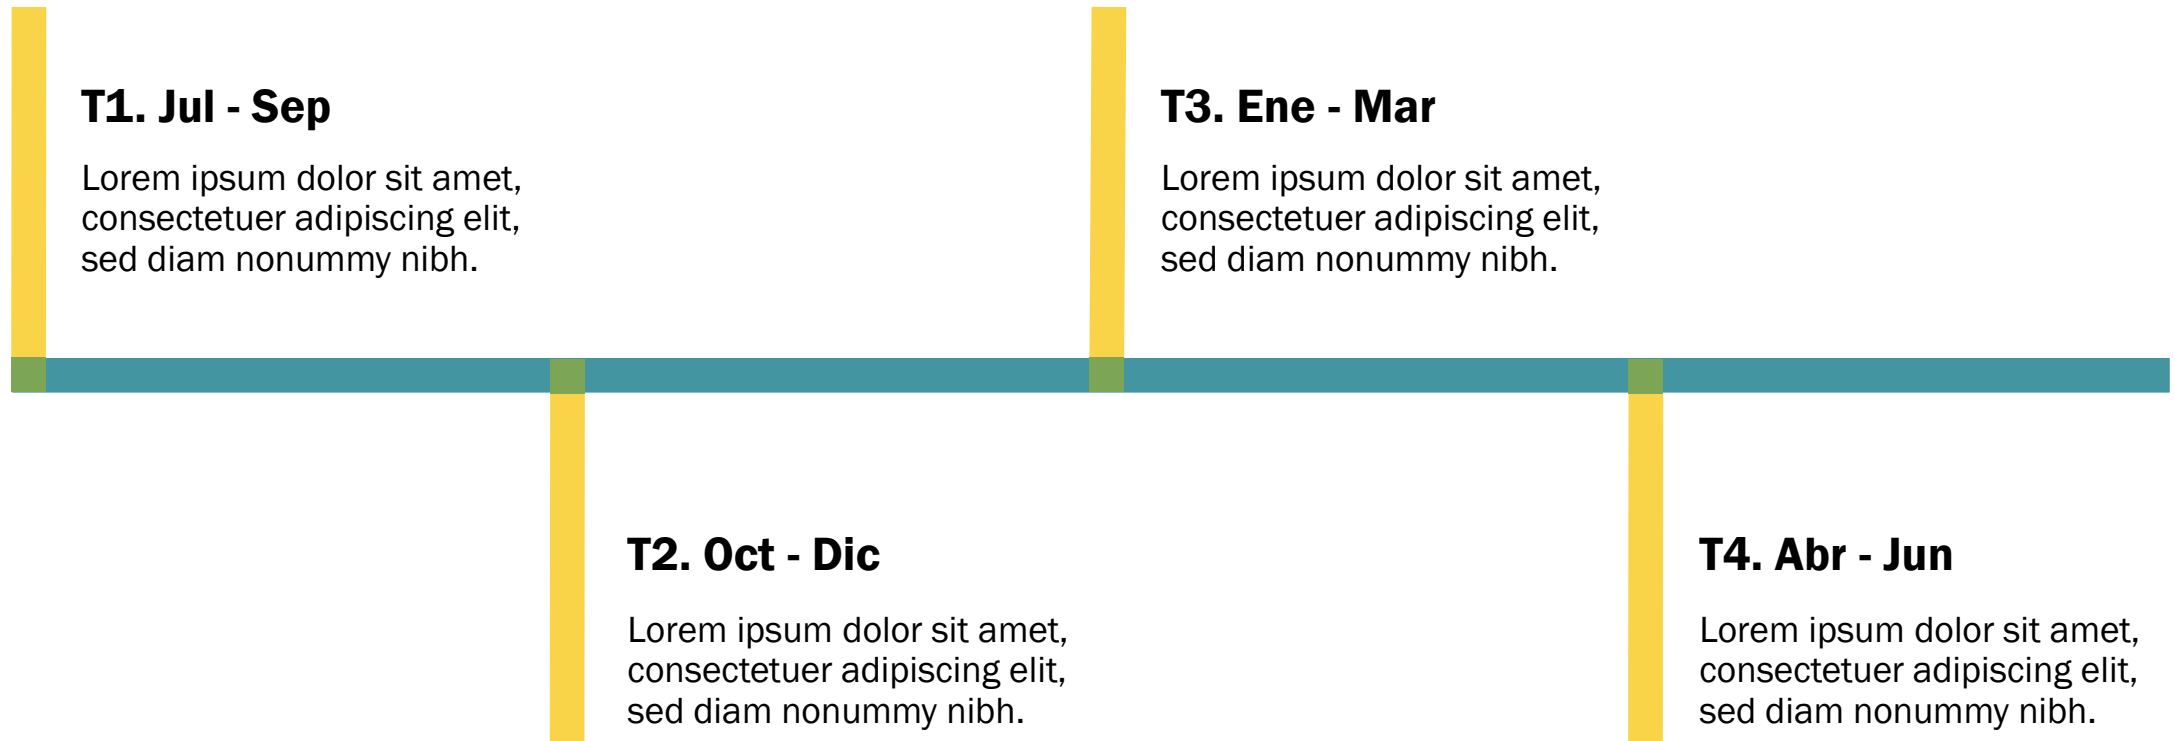 T1. Jul - Sep
Lorem ipsum dolor sit amet,
consectetuer adipiscing elit,
sed diam nonummy nibh.
T2. Oct - Dic
Lorem ipsum dolor sit amet,
consectetuer adipiscing elit,
sed diam nonummy nibh.
T3. Ene - Mar
Lorem ipsum dolor sit amet,
consectetuer adipiscing elit,
sed diam nonummy nibh.
T4. Abr - Jun
Lorem ipsum dolor sit amet,
consectetuer adipiscing elit,
sed diam nonummy nibh.